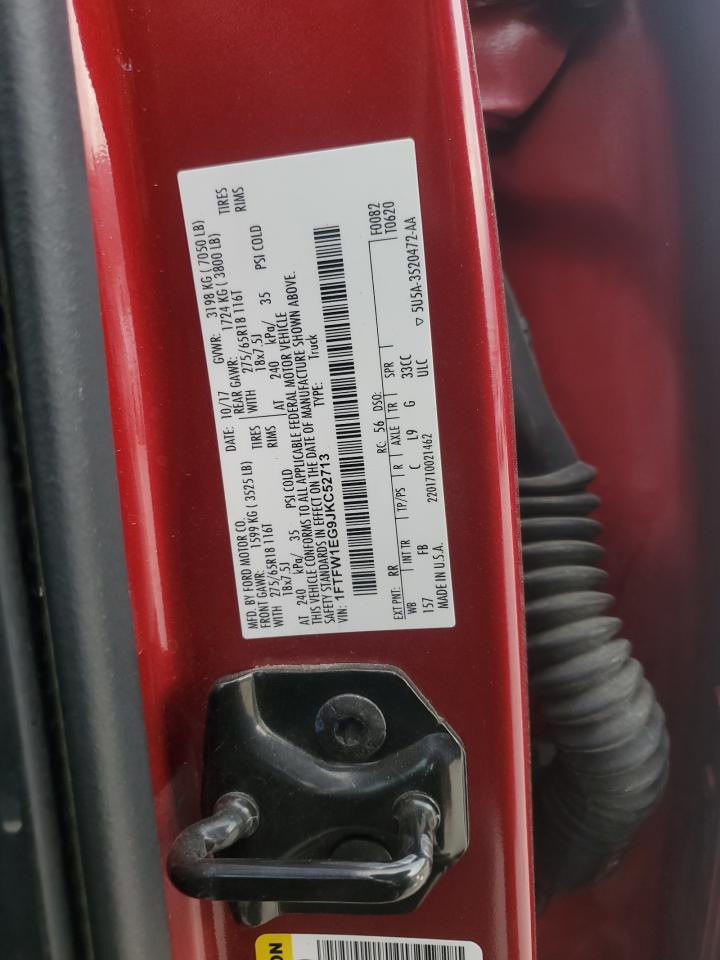 MFD. BY FORD MOTOR CO. DATE: 10/17 GVWR: 3198 KG ( 7050 LB)
FRONT GAWR: 1599 KG ( 3525 LB) REAR GAWR: 1724 KG ( 3800 LB)
WITH 275/65R18 116T TIRES WITH 275/65R18 116T TIRES
18x7.5J RIMS 18x7.5J RIMS
AT 240 kPa/ 35 PSI COLD AT 240 kPa/ 35 PSI COLD
THIS VEHICLE CONFORMS TO ALL APPLICABLE FEDERAL MOTOR VEHICLE
SAFETY STANDARDS IN EFFECT ON THE DATE OF MANUFACTURE SHOWN ABOVE.
VIN: 1FTFW1EG9JKC52713 TYPE: Truck
F0082
EXT PNT: RR RC: 56 DSO: T0620
WB INT TR TP/PS R AXLE TR SPR
157 FB C L9 G 33CC
MADE IN U.S.A. 2201710021462 ULC ▽ 5U5A-3520472-AA
ON